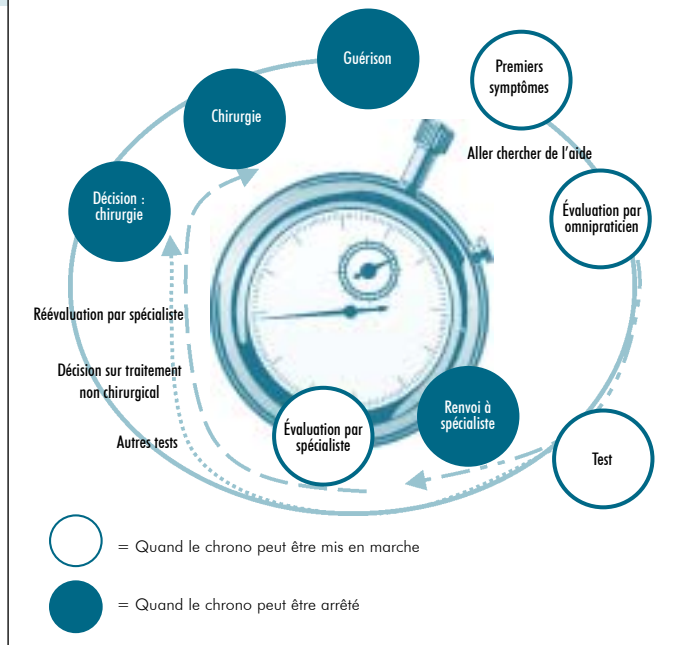 Premiers
symptômes
Aller chercher de l’aide
Évaluation par
omnipraticien
Test
Renvoi à
spécialiste
Évaluation par
spécialiste
Autres tests
Décision sur traitement
non chirurgical
Réévaluation par spécialiste
Décision :
chirurgie
Chirurgie
Guérison
= Quand le chrono peut être mis en marche
= Quand le chrono peut être arrêté